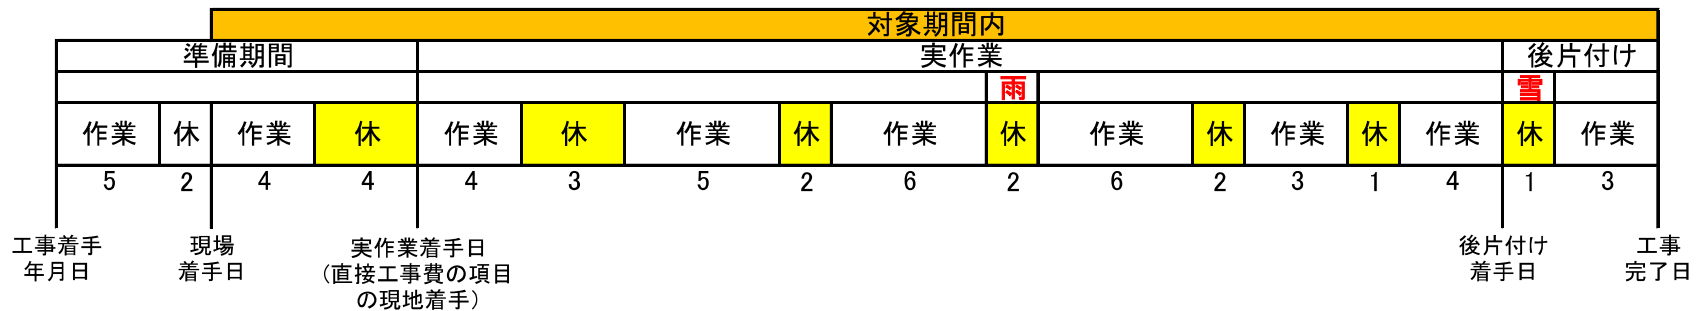 対象期間内
準備期間 実作業 後片付け
雨 雪
作業 休 作業 休 作業 休 作業 休 作業 休 作業 休 作業 休 作業 休 作業
5 2 4 4 4 3 5 2 6 2 6 2 3 1 4 1 3
工事着手
年月日
現場
着手日
実作業着手日
(直接工事費の項目
の現地着手)
後片付け
着手日
工事
完了日